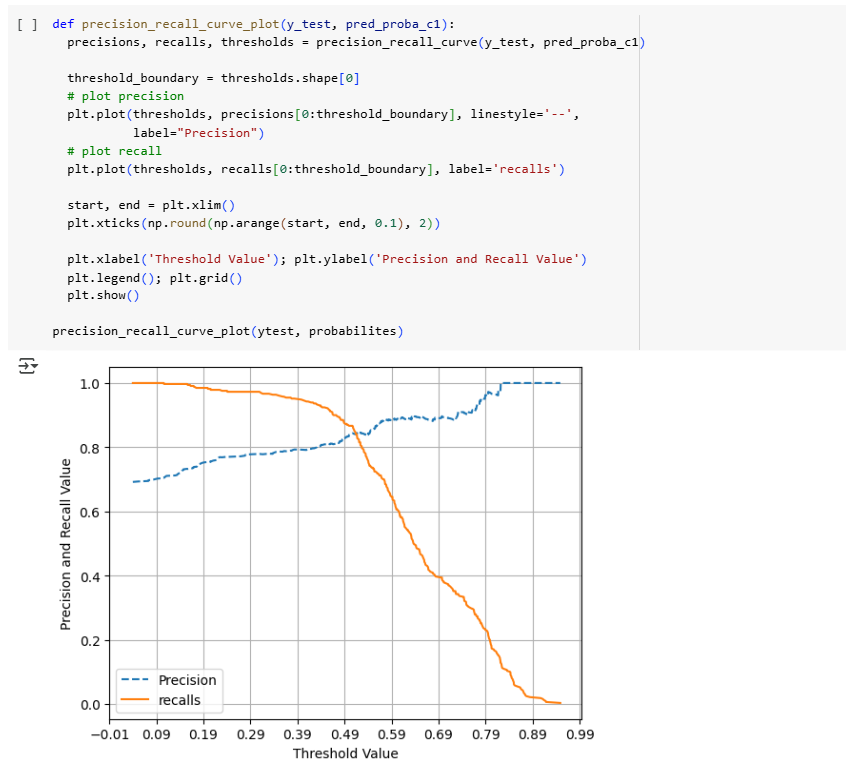 [ ] def precision_recall_curve_plot(y_test, pred_proba_c1):
precisions, recalls, thresholds = precision_recall_curve(y_test, pred_proba_c1)
threshold_boundary = thresholds.shape[0]
# plot precision
plt.plot(thresholds, precisions[0:threshold_boundary], linestyle='--',
label="Precision")
# plot recall
plt.plot(thresholds, recalls[0:threshold_boundary], label='recalls')
start, end = plt.xlim()
plt.xticks(np.round(np.arange(start, end, 0.1), 2))
plt.xlabel('Threshold Value'); plt.ylabel('Precision and Recall Value')
plt.legend(); plt.grid()
plt.show()
precision_recall_curve_plot(ytest, probabilites)
Precision and Recall Value
1.0
0.8
0.6
0.4
0.2
0.0
Precision
recalls
−0.01 0.09 0.19 0.29 0.39 0.49 0.59 0.69 0.79 0.89 0.99
Threshold Value